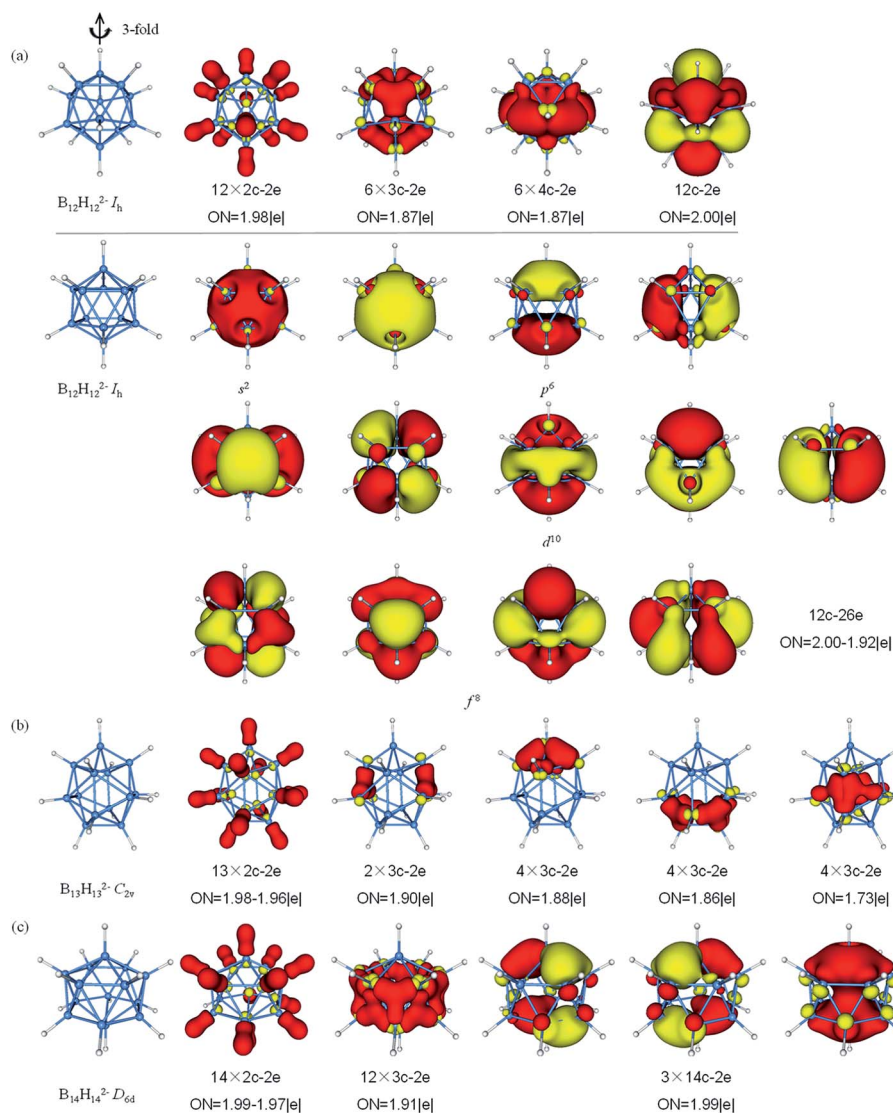 3-fold
(a)
12×2c-2e 6×3c-2e 6×4c-2e 12c-2e
B₁₂H₁₂²⁻ Iₕ
ON=1.98|e| ON=1.87|e| ON=1.87|e| ON=2.00|e|
B₁₂H₁₂²⁻ Iₕ s² p⁶
d¹⁰
12c-26e
ON=2.00-1.92|e|
f⁸
(b)
13×2c-2e 2×3c-2e 4×3c-2e 4×3c-2e 4×3c-2e
B₁₃H₁₃²⁻ C₂ᵥ ON=1.98-1.96|e| ON=1.90|e| ON=1.88|e| ON=1.86|e| ON=1.73|e|
(c)
14×2c-2e 12×3c-2e 3×14c-2e
B₁₄H₁₄²⁻ D₆d
ON=1.99-1.97|e| ON=1.91|e| ON=1.99|e|